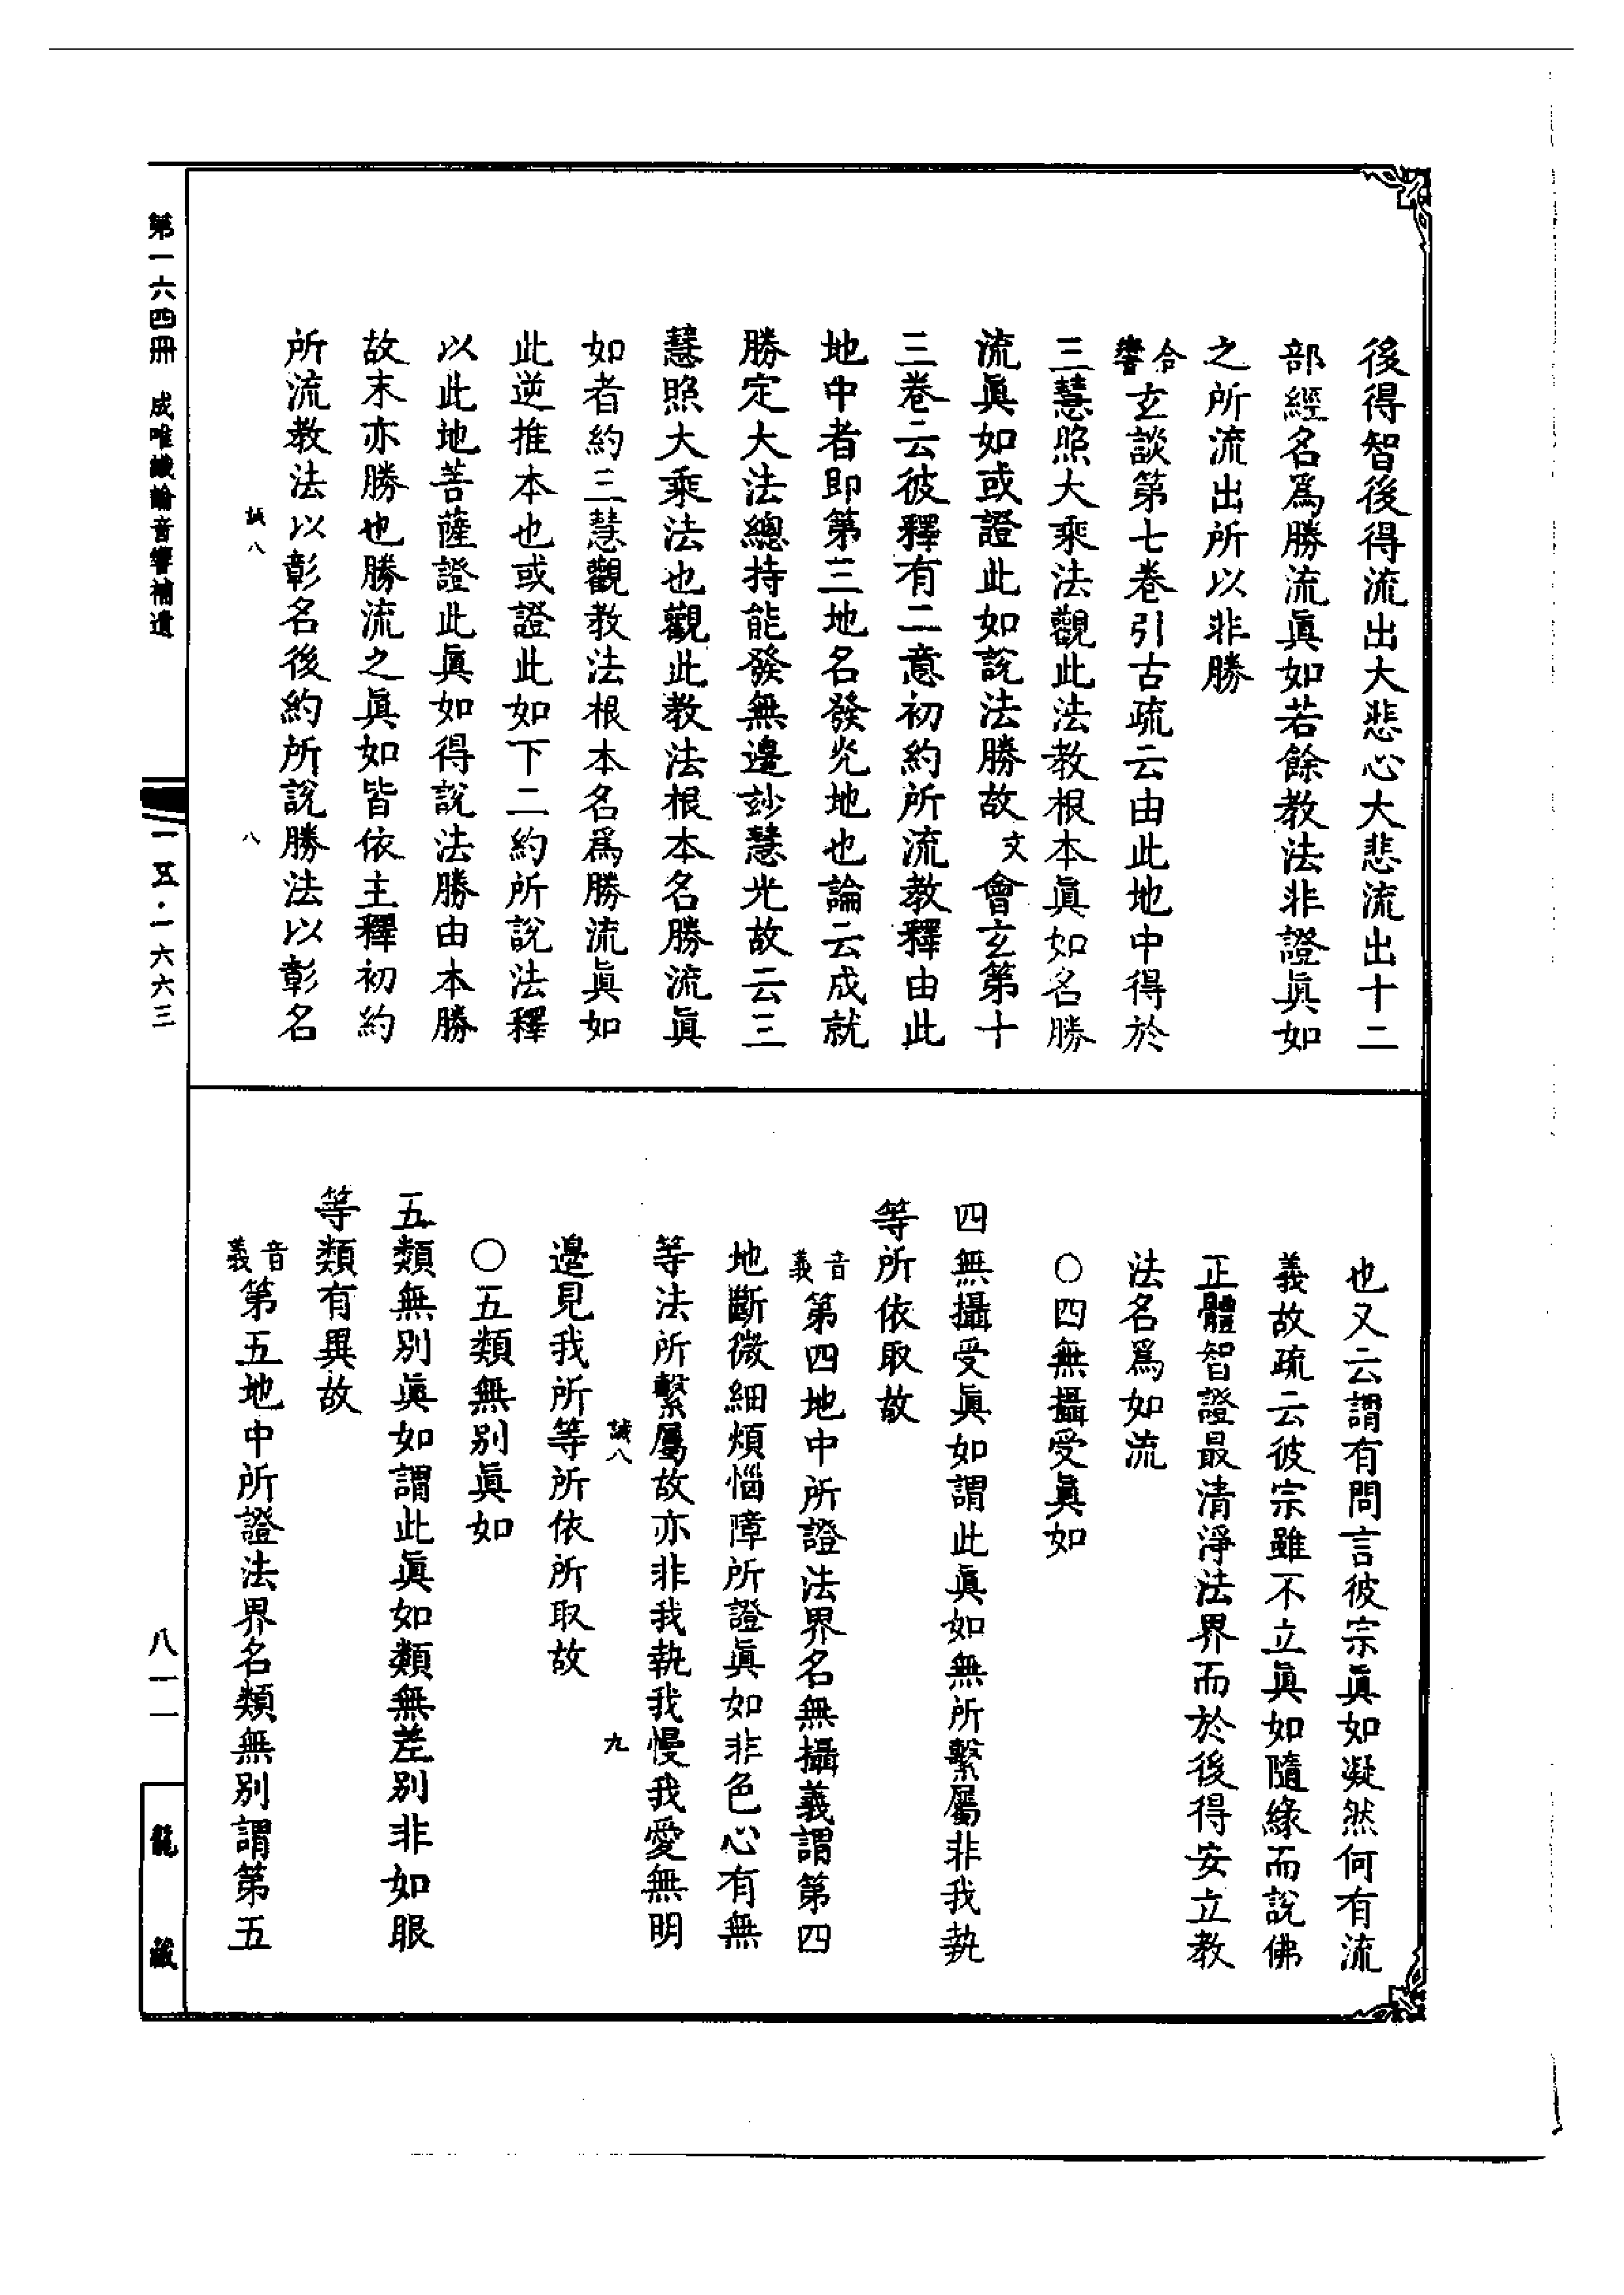 後得智後得流出大悲心大悲流出十二
部經名爲勝流眞如若餘教法非證眞如
之所流出所以非勝
合響玄談第七卷引古疏云由此地中得於
三慧照大乘法觀此法教根本眞如名勝
流眞如或證此如說法勝故文會玄第十
三卷云彼釋有二意初約所流教釋由此
地中者即第三地名發光地也論云成就
勝定大法總持能發無邊玅慧光故云三
慧照大乘法也觀此教法根本名勝流眞
如者約三慧觀教法根本名爲勝流眞如
此逆推本也或證此如下二約所說法釋
以此地菩薩證此眞如得說法勝由本勝
故末亦勝也勝流之眞如皆依主釋初約
所流教法以彰名後約所說勝法以彰名
誠八 八
也又云謂有問言彼宗眞如凝然何有流
義故疏云彼宗雖不立眞如隨緣而說佛
正體智證最清淨法界而於後得安立教
法名爲如流
○四無攝受眞如
四無攝受眞如謂此眞如無所繫屬非我執
等所依取故
音義第四地中所證法界名無攝義謂第四
地斷微細煩惱障所證眞如非色心有無
等法所繫屬故亦非我執我慢我愛無明
誠八 九
邊見我所等所依所取故
○五類無別眞如
五類無別眞如謂此眞如類無差別非如眼
等類有異故
音義第五地中所證法界名類無別謂第五
第一六四冊 成唯識論音響補遺
一五·一六六三
八一一
龍藏